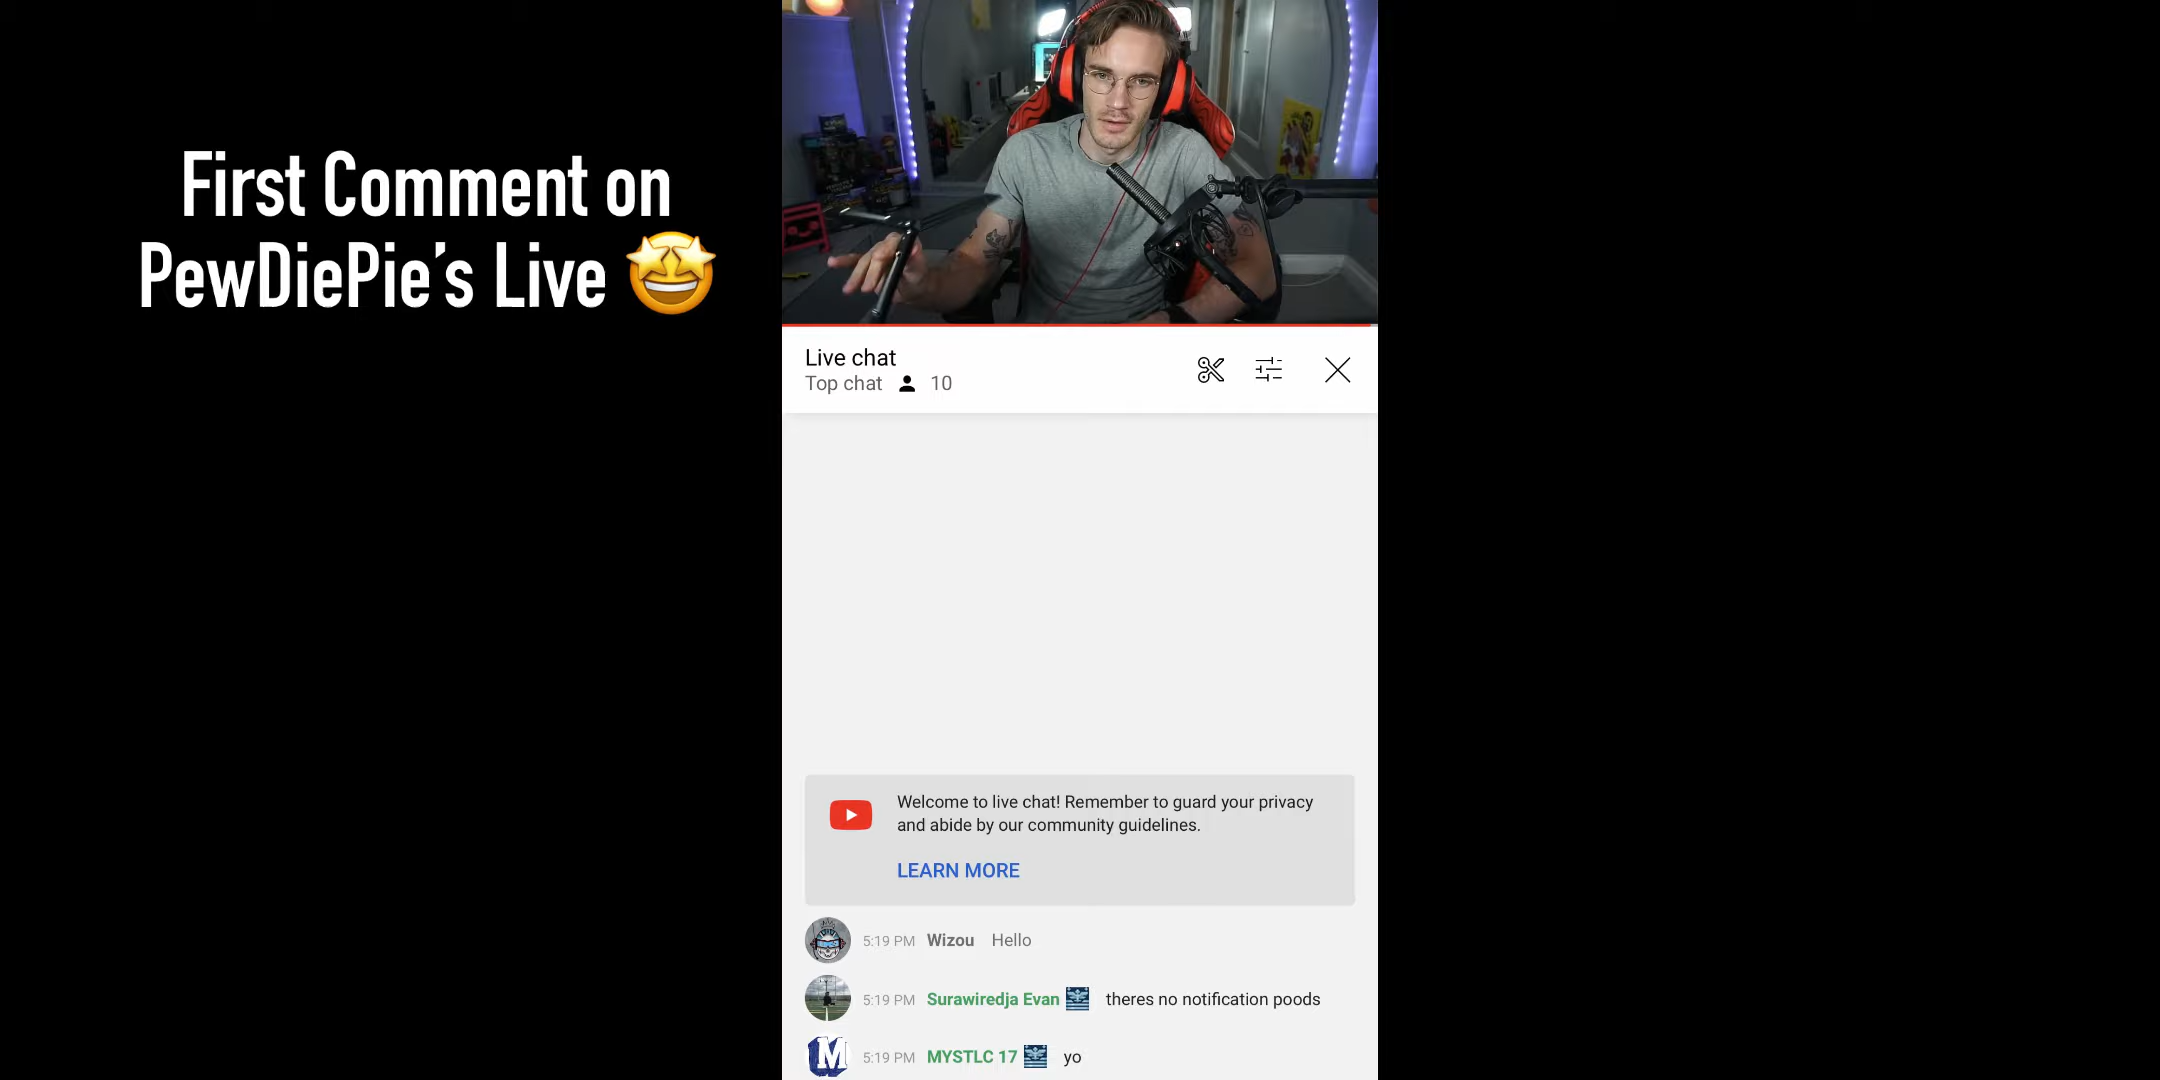 First Comment on
PewDiePie’s Live 🤩
Live chat
Top chat 10
Welcome to live chat! Remember to guard your privacy
and abide by our community guidelines.
LEARN MORE
5:19 PM Wizou Hello
5:19 PM Surawiredja Evan theres no notification poods
M
5:19 PM MYSTLC 17 yo